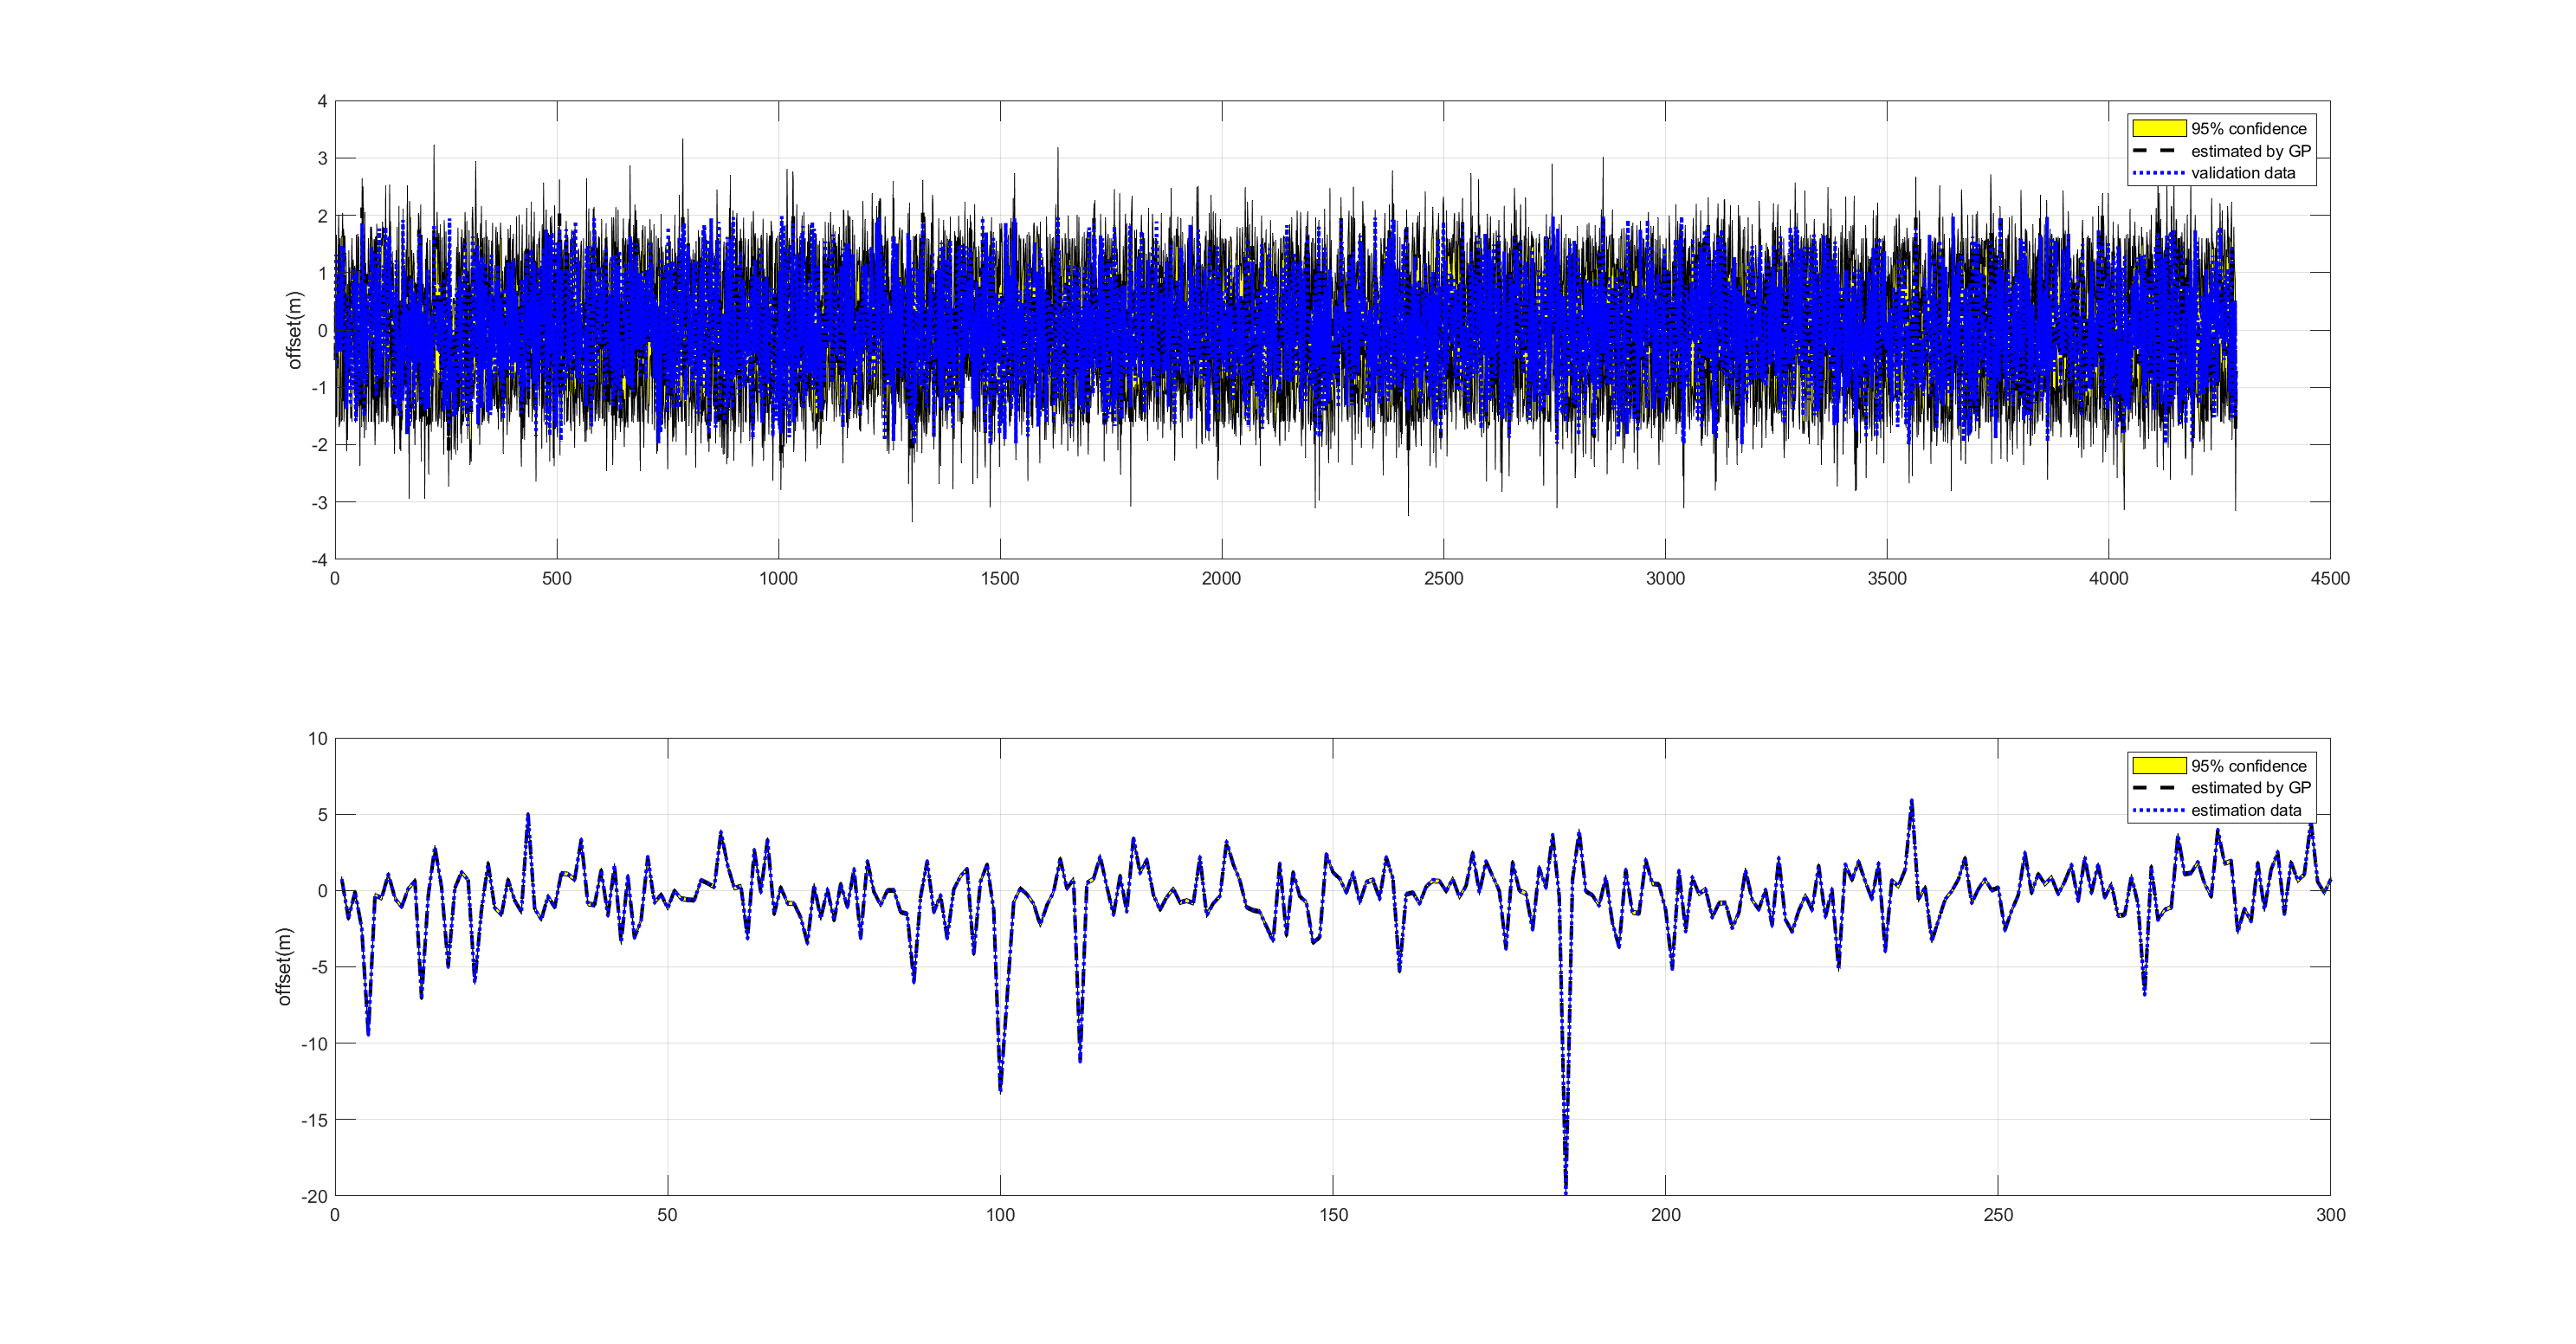 4
3
2
1
0
-1
-2
-3
-4
offset(m)
0 500 1000 1500 2000 2500 3000 3500 4000 4500
95% confidence
estimated by GP
validation data
10
5
0
-5
-10
-15
-20
offset(m)
0 50 100 150 200 250 300
95% confidence
estimated by GP
estimation data